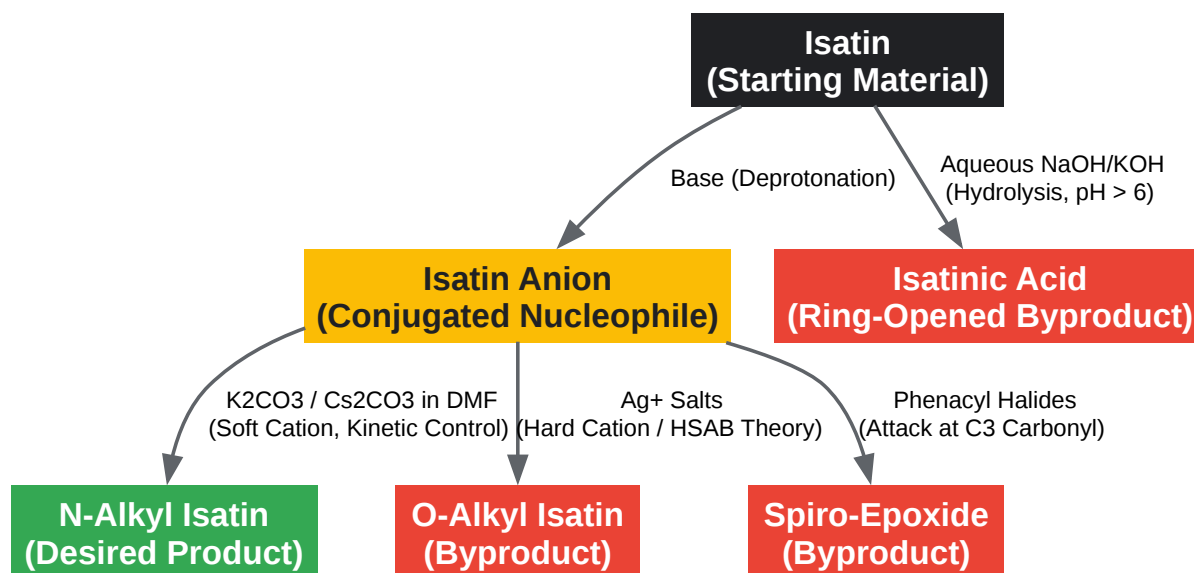 Isatin
(Starting Material)
Base (Deprotonation)
Aqueous NaOH/KOH
(Hydrolysis, pH > 6)
Isatin Anion
(Conjugated Nucleophile)
Isatinic Acid
(Ring-Opened Byproduct)
K2CO3 / Cs2CO3 in DMF
(Soft Cation, Kinetic Control)
Ag+ Salts
(Hard Cation / HSAB Theory)
Phenacyl Halides
(Attack at C3 Carbonyl)
N-Alkyl Isatin
(Desired Product)
O-Alkyl Isatin
(Byproduct)
Spiro-Epoxide
(Byproduct)